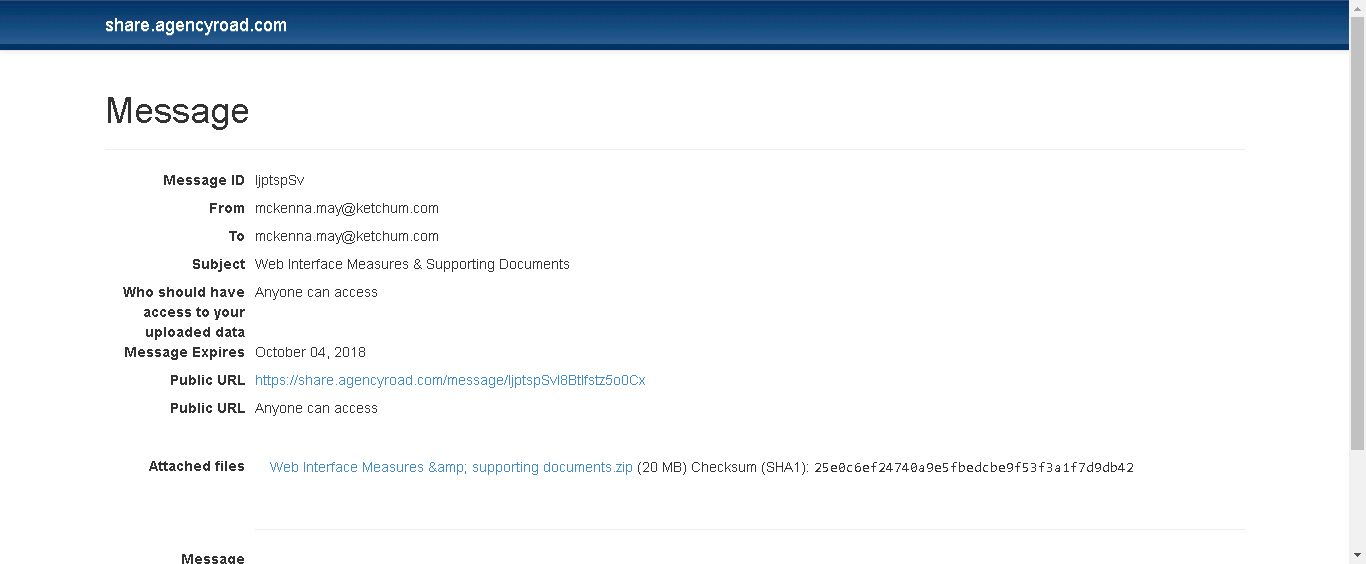 share.agencyroad.com
Message
Message ID ljptspSv
From mckenna.may@ketchum.com
To mckenna.may@ketchum.com
Subject Web Interface Measures & Supporting Documents
Who should have access to your uploaded data Anyone can access
Message Expires October 04, 2018
Public URL https://share.agencyroad.com/message/ljptspSvI8Btlfstz5o0Cx
Public URL Anyone can access
Attached files Web Interface Measures &amp; supporting documents.zip (20 MB) Checksum (SHA1): 25e0c6ef24740a9e5fbedcbe9f53f3a1f7d9db42
Message